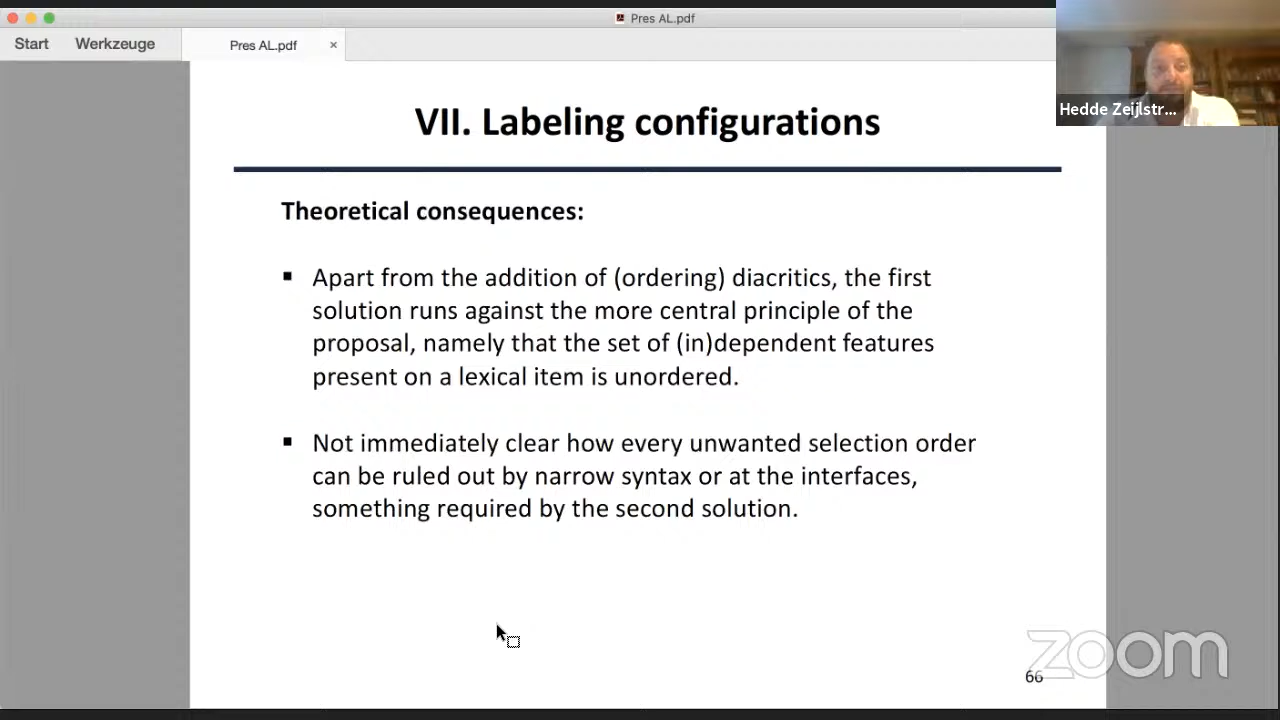 Pres AL.pdf
Start Werkzeuge Pres AL.pdf ×
Hedde Zeijlstr...
VII. Labeling configurations
Theoretical consequences:
▪ Apart from the addition of (ordering) diacritics, the first
solution runs against the more central principle of the
proposal, namely that the set of (in)dependent features
present on a lexical item is unordered.
▪ Not immediately clear how every unwanted selection order
can be ruled out by narrow syntax or at the interfaces,
something required by the second solution.
zoom
66